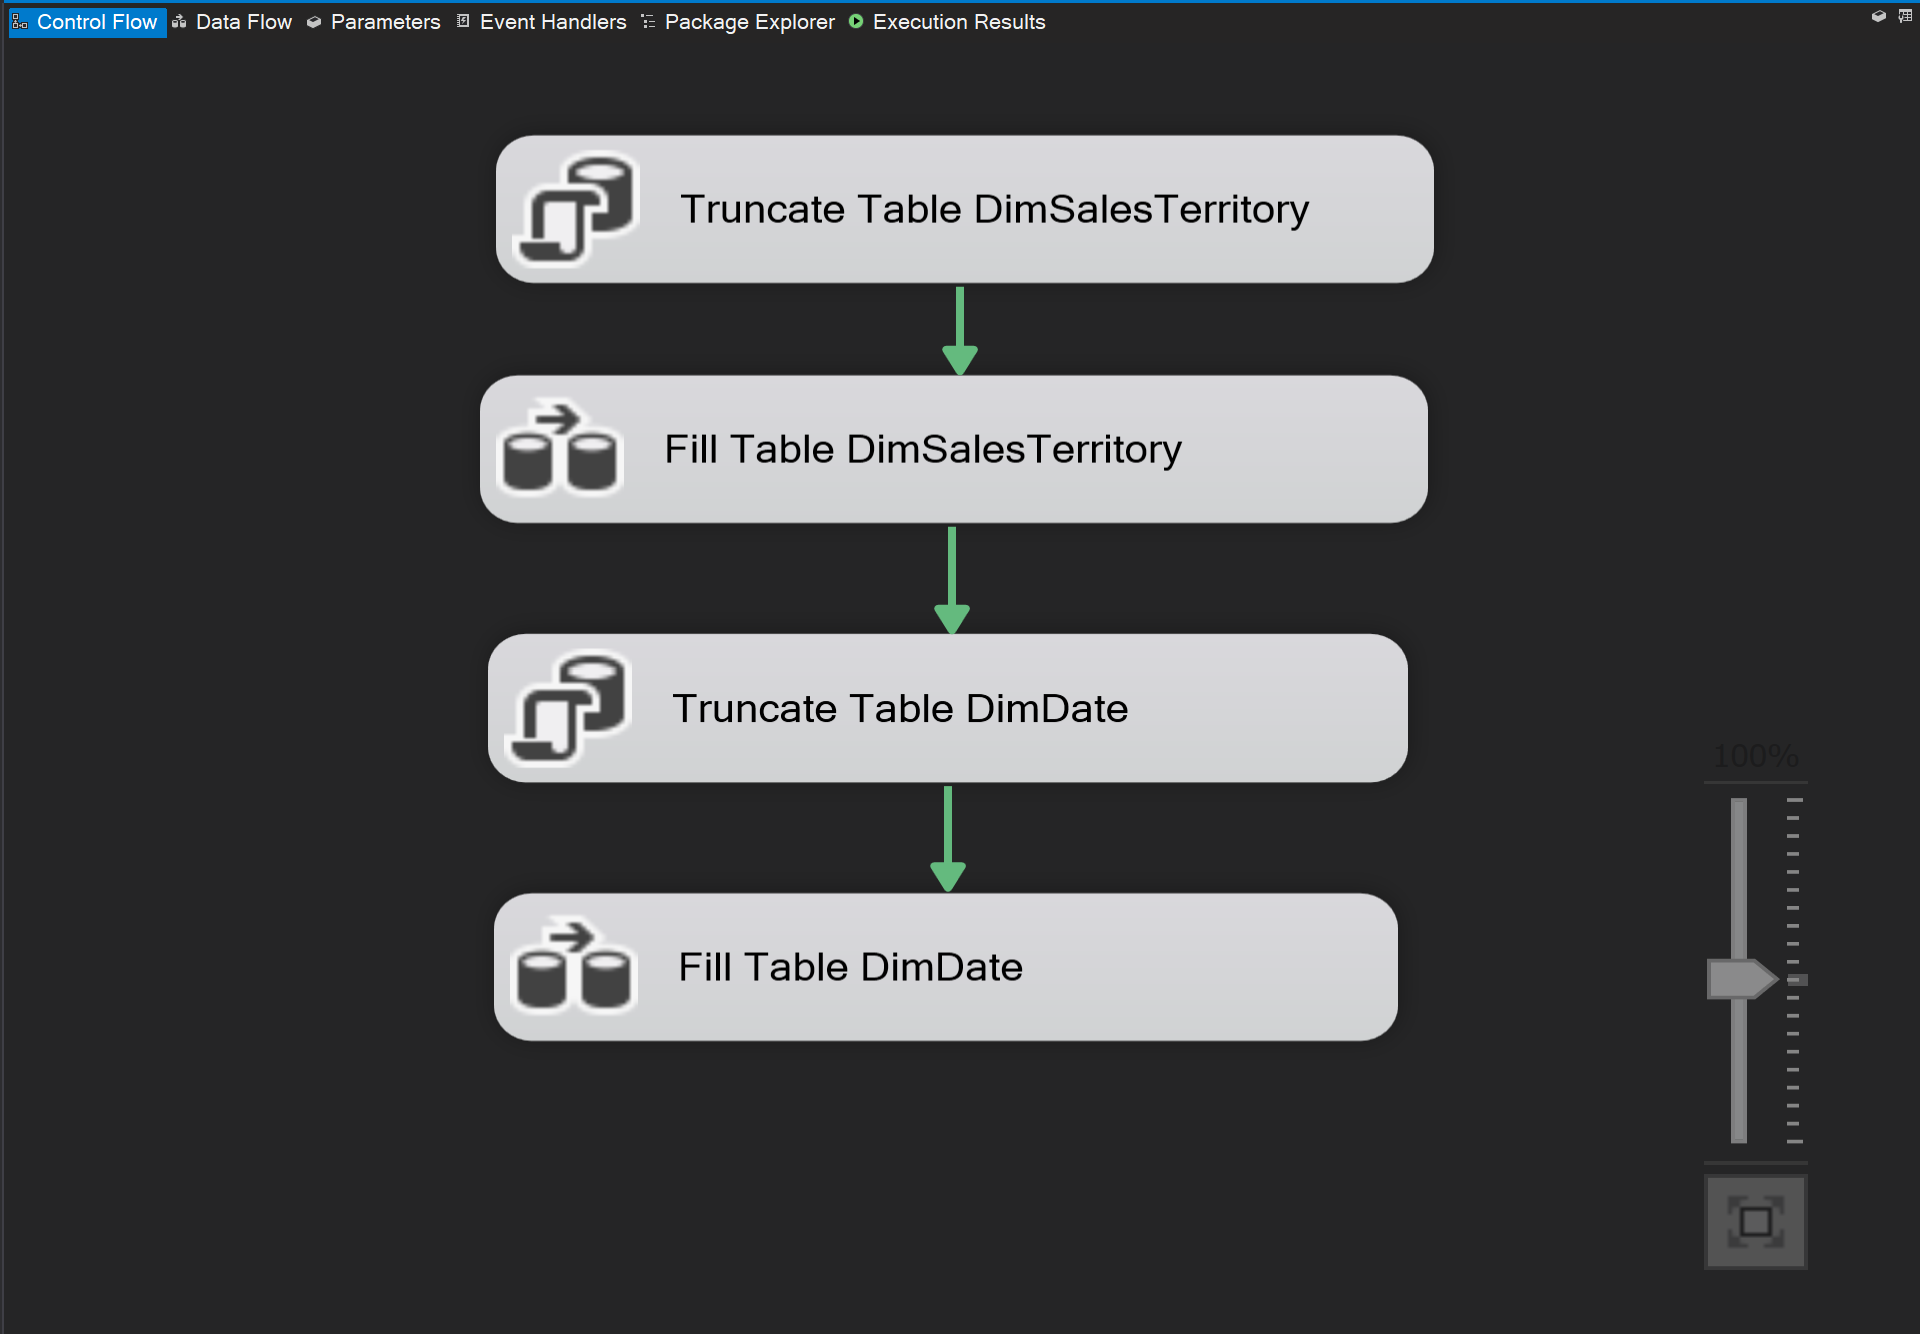 Control Flow Data Flow Parameters Event Handlers Package Explorer Execution Results
Truncate Table DimSalesTerritory
Fill Table DimSalesTerritory
Truncate Table DimDate
Fill Table DimDate
100%